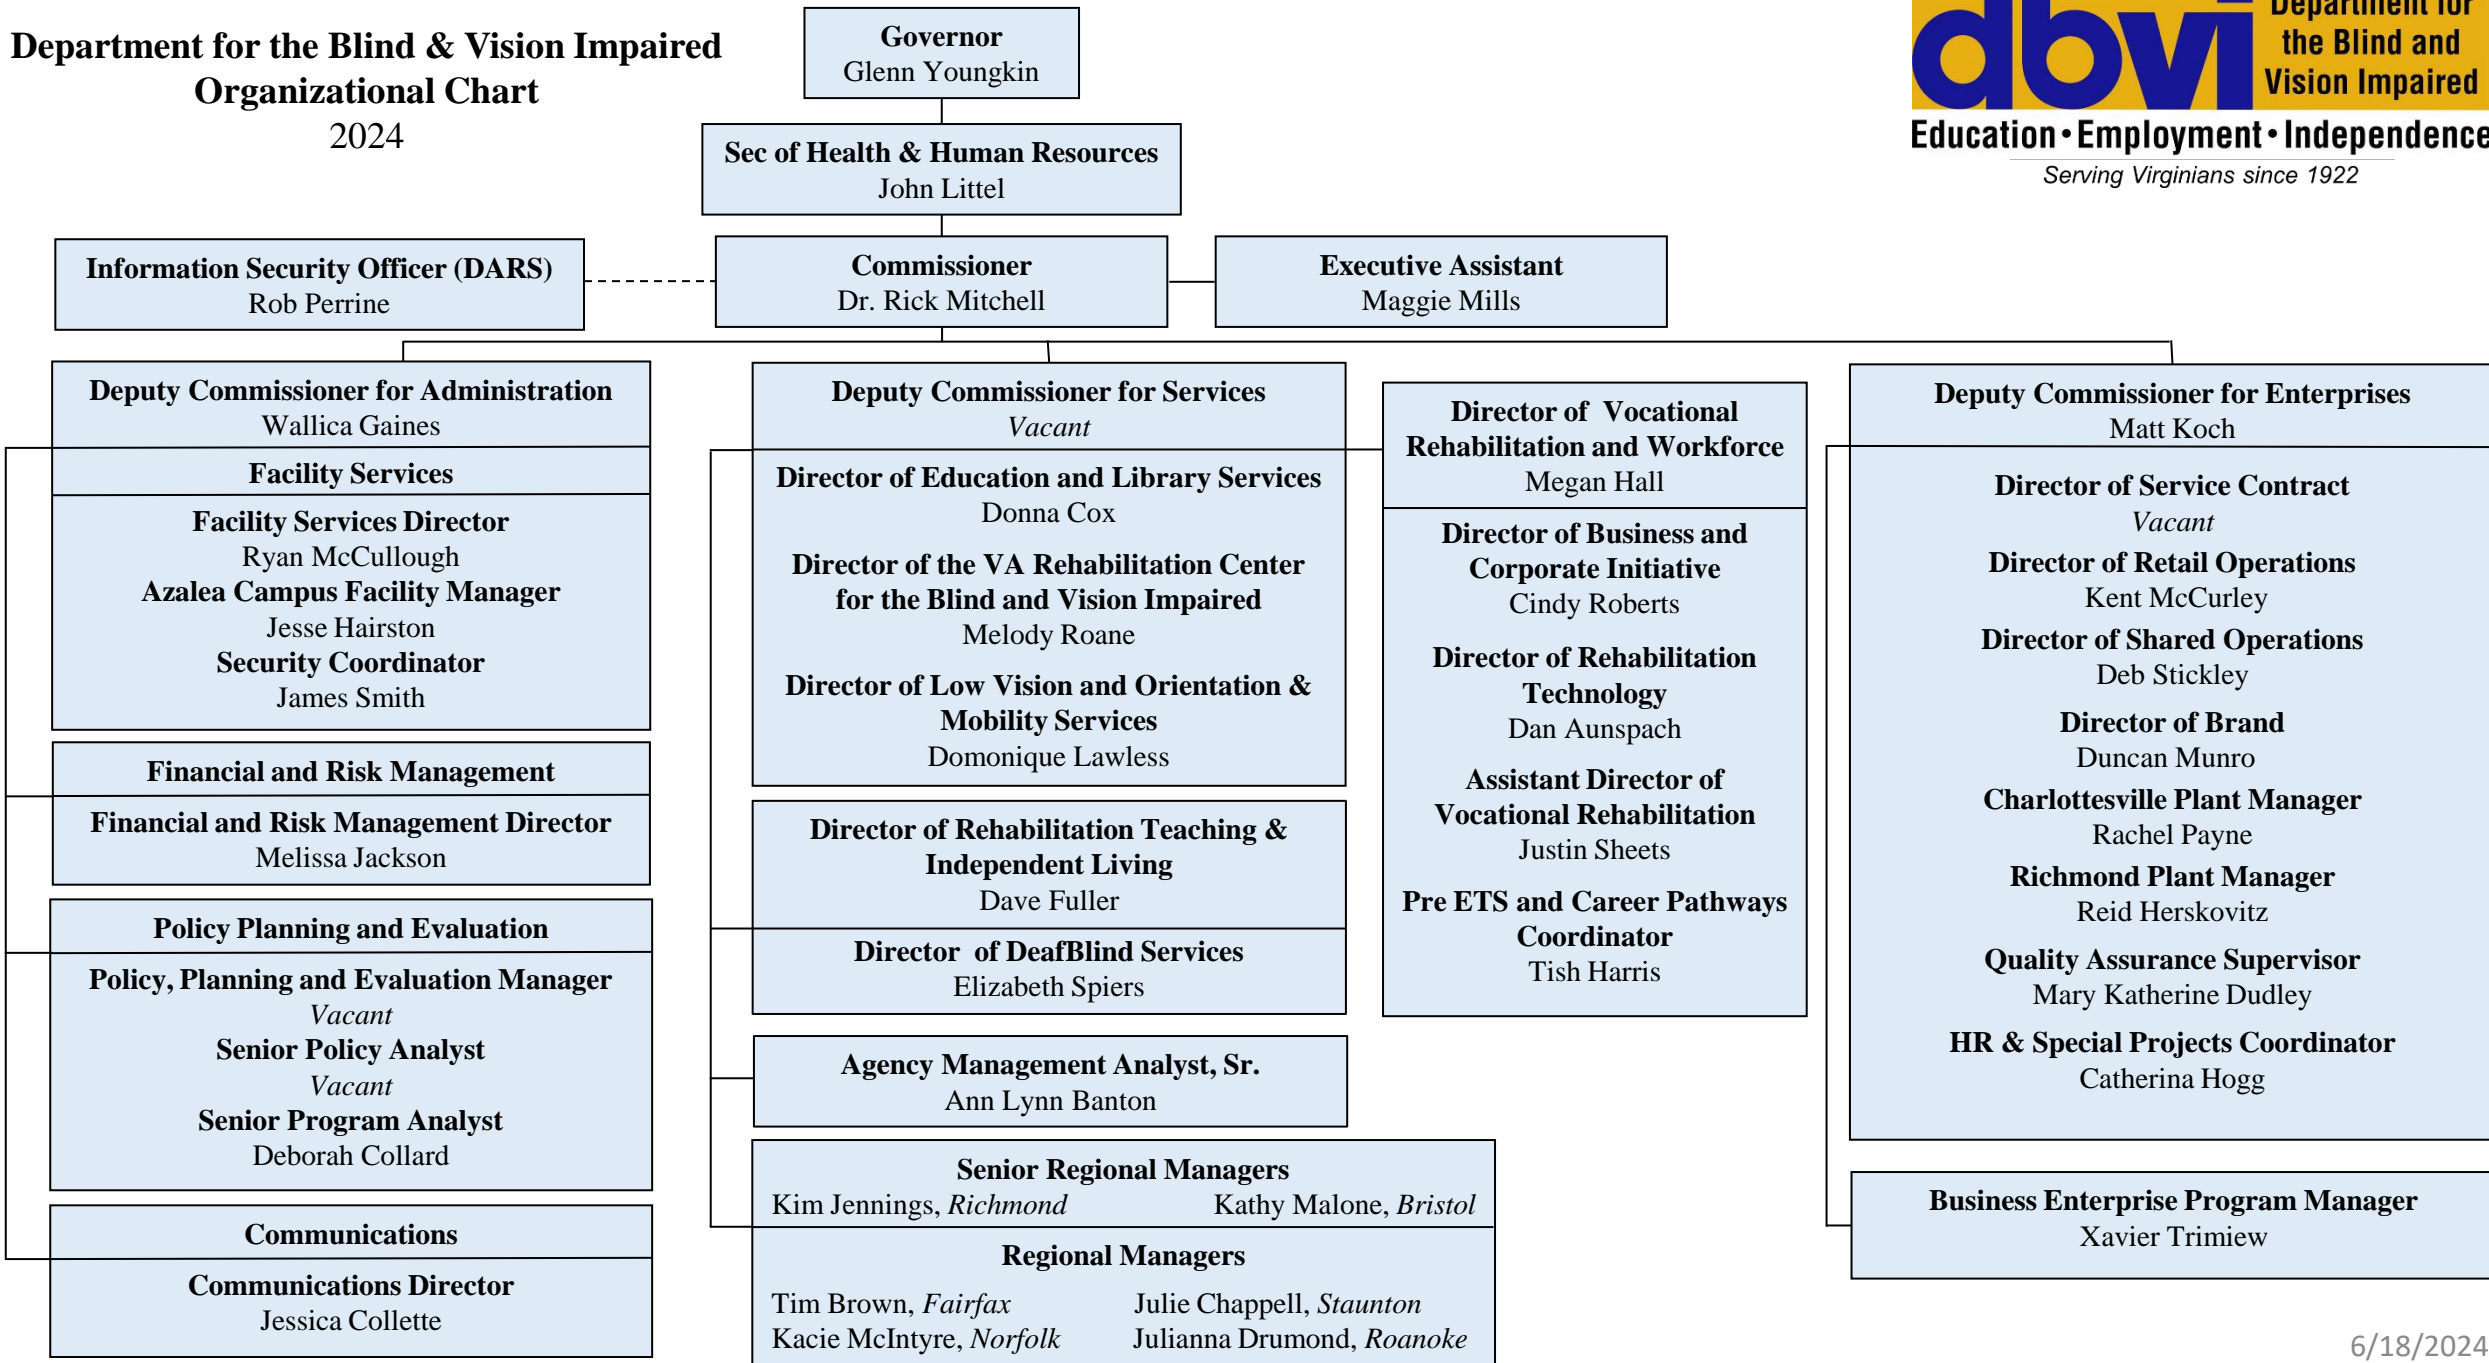 Department for the Blind & Vision Impaired
Organizational Chart
2024
Governor
Glenn Youngkin
Department for
the Blind and
Vision Impaired
dbvi
Education • Employment • Independence
Serving Virginians since 1922
Sec of Health & Human Resources
John Littel
Information Security Officer (DARS)
Rob Perrine
Commissioner
Dr. Rick Mitchell
Executive Assistant
Maggie Mills
Deputy Commissioner for Administration
Wallica Gaines
Facility Services
Facility Services Director
Ryan McCullough
Azalea Campus Facility Manager
Jesse Hairston
Security Coordinator
James Smith
Financial and Risk Management
Financial and Risk Management Director
Melissa Jackson
Policy Planning and Evaluation
Policy, Planning and Evaluation Manager
Vacant
Senior Policy Analyst
Vacant
Senior Program Analyst
Deborah Collard
Communications
Communications Director
Jessica Collette
Deputy Commissioner for Services
Vacant
Director of Education and Library Services
Donna Cox
Director of the VA Rehabilitation Center
for the Blind and Vision Impaired
Melody Roane
Director of Low Vision and Orientation &
Mobility Services
Domonique Lawless
Director of Rehabilitation Teaching &
Independent Living
Dave Fuller
Director of DeafBlind Services
Elizabeth Spiers
Agency Management Analyst, Sr.
Ann Lynn Banton
Senior Regional Managers
Kim Jennings, Richmond Kathy Malone, Bristol
Regional Managers
Tim Brown, Fairfax Julie Chappell, Staunton
Kacie McIntyre, Norfolk Julianna Drumond, Roanoke
Director of Vocational
Rehabilitation and Workforce
Megan Hall
Director of Business and
Corporate Initiative
Cindy Roberts
Director of Rehabilitation
Technology
Dan Aunspach
Assistant Director of
Vocational Rehabilitation
Justin Sheets
Pre ETS and Career Pathways
Coordinator
Tish Harris
Deputy Commissioner for Enterprises
Matt Koch
Director of Service Contract
Vacant
Director of Retail Operations
Kent McCurley
Director of Shared Operations
Deb Stickley
Director of Brand
Duncan Munro
Charlottesville Plant Manager
Rachel Payne
Richmond Plant Manager
Reid Herskovitz
Quality Assurance Supervisor
Mary Katherine Dudley
HR & Special Projects Coordinator
Catherina Hogg
Business Enterprise Program Manager
Xavier Trimiew
6/18/2024